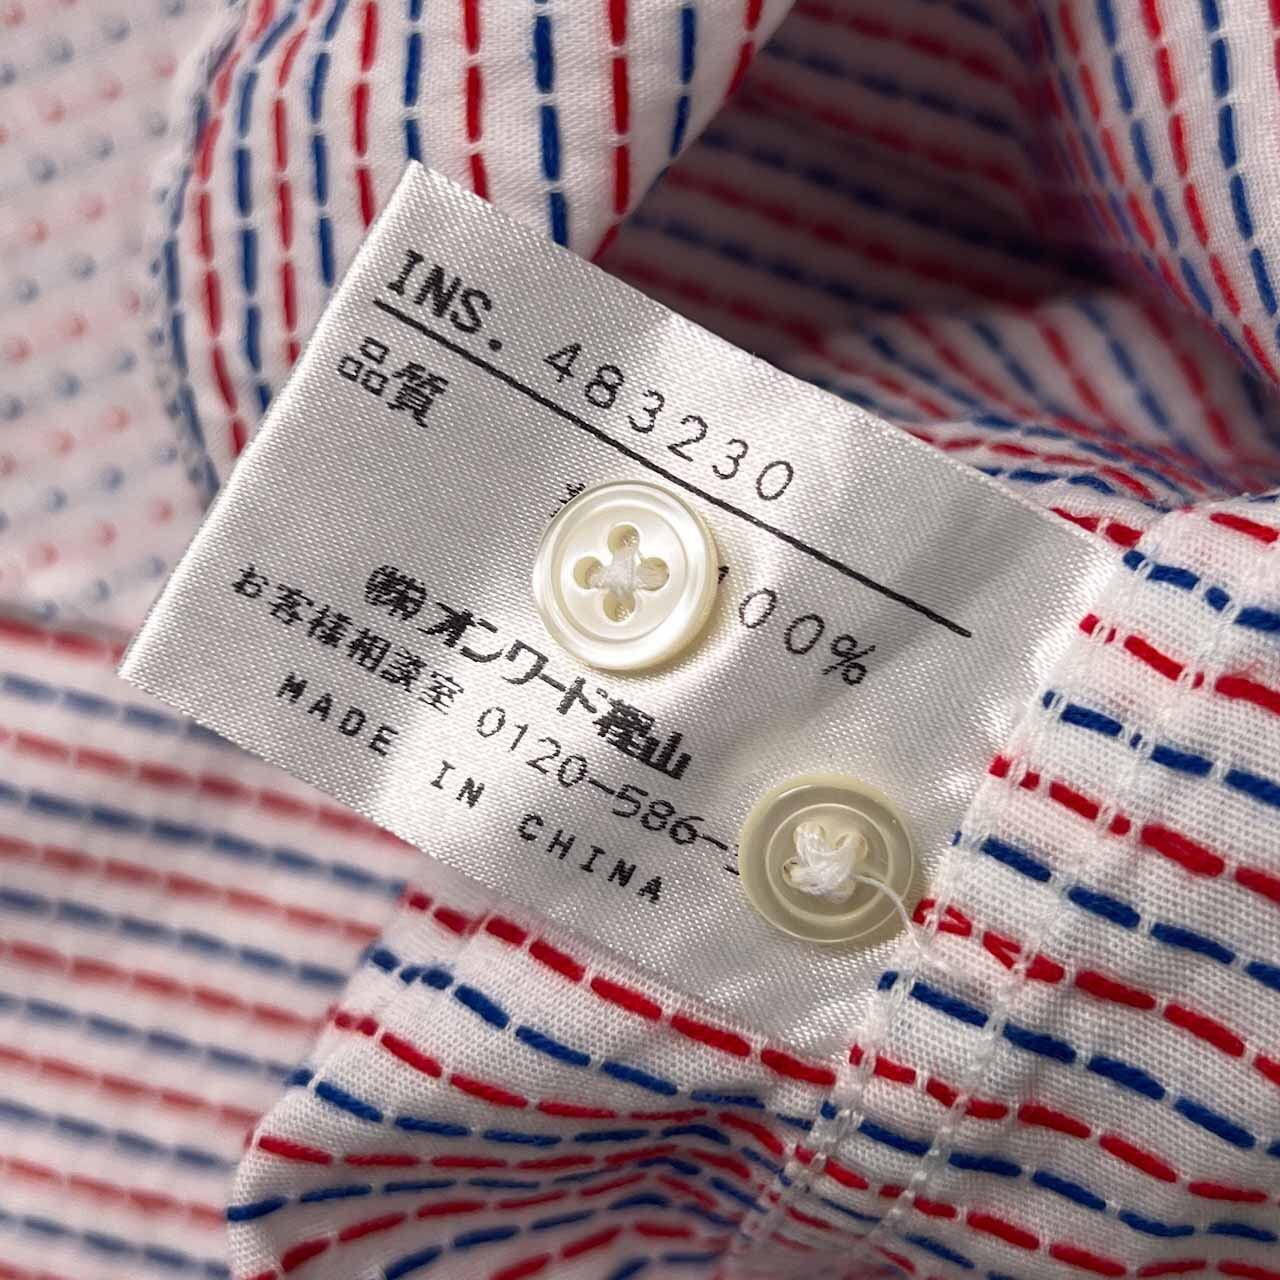 INS. 483230
品質
100%
㈱オンワード樫山
お客様相談室 0120-586-
MADE IN CHINA